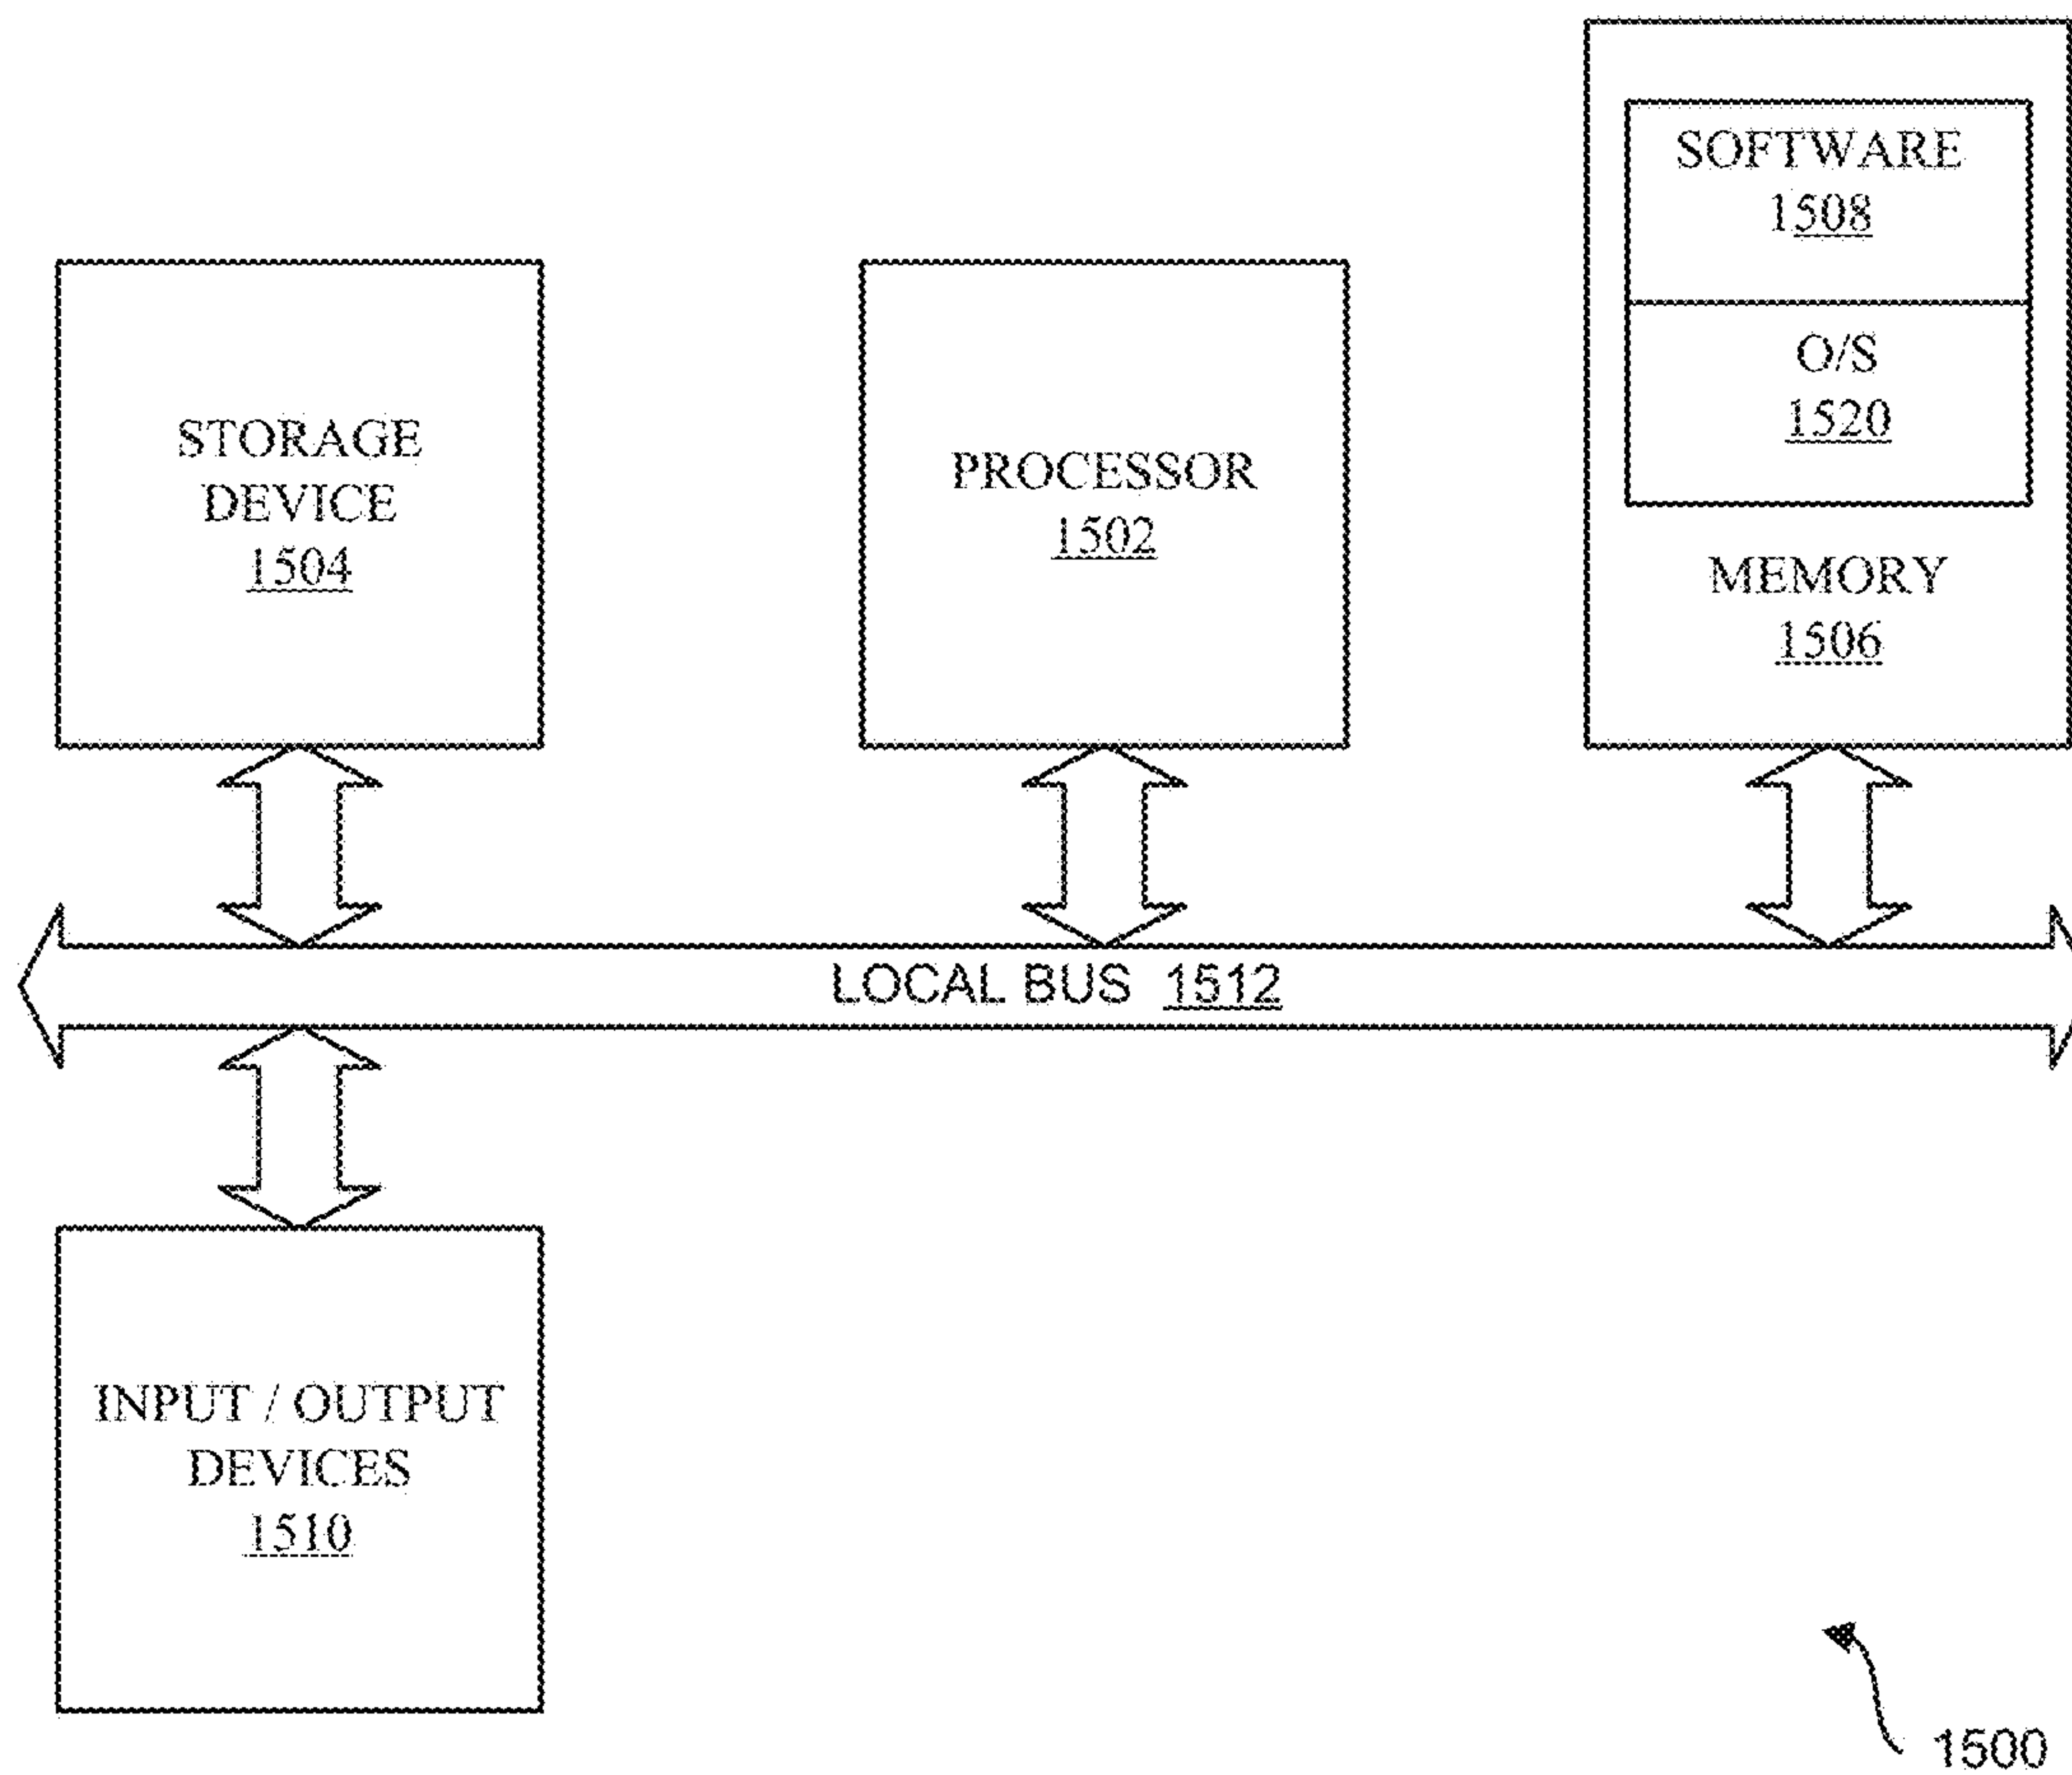 SOFTWARE
1508
O/S
1520
MEMORY
1506
STORAGE
DEVICE
1504
PROCESSOR
1502
LOCAL BUS 1512
INPUT / OUTPUT
DEVICES
1510
1500